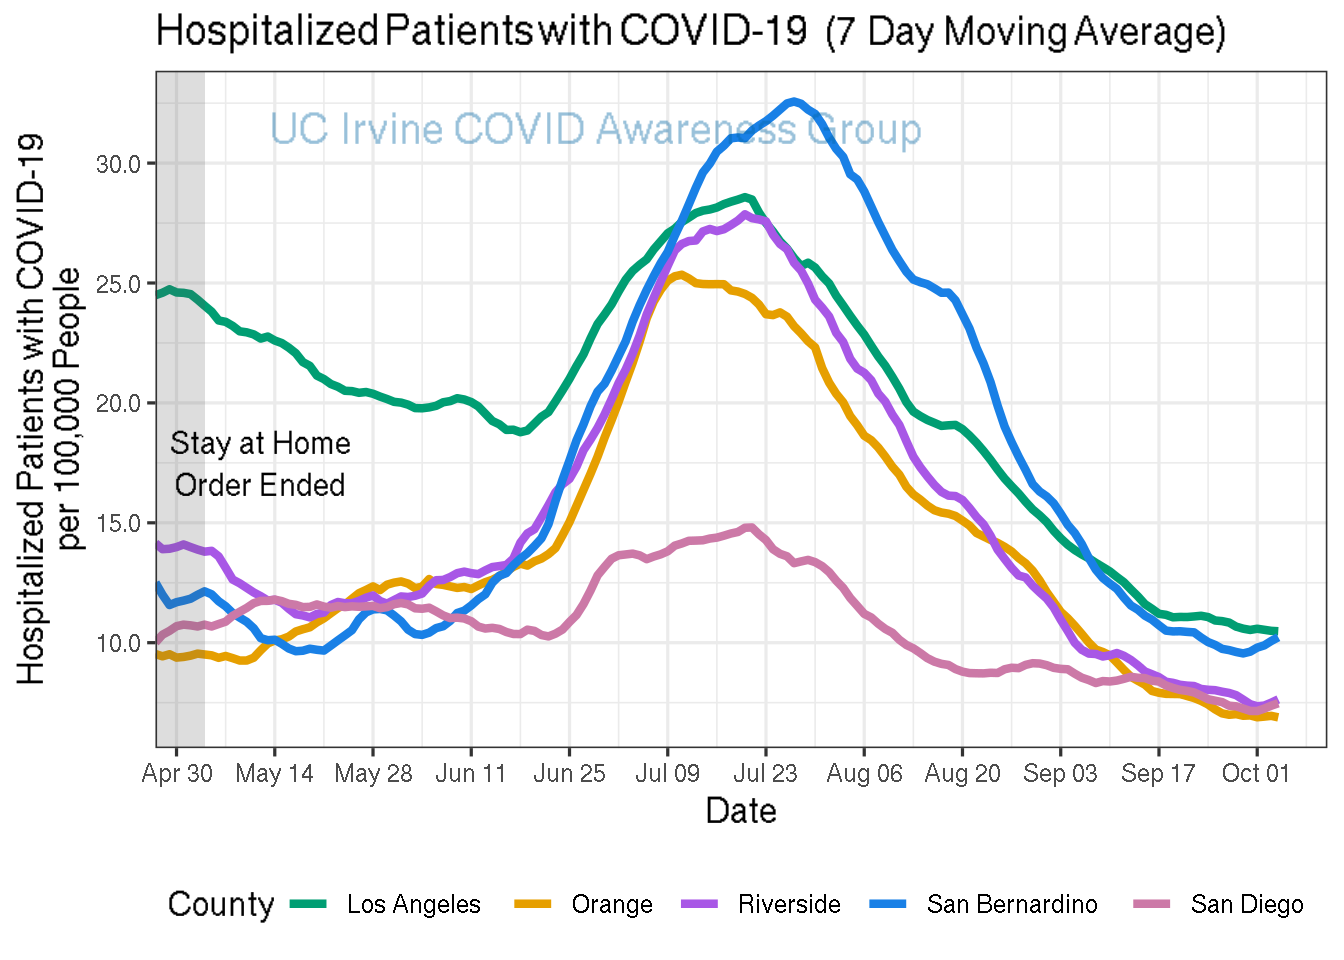 Hospitalized Patients with COVID-19 (7 Day Moving Average)
UC Irvine COVID Awareness Group
Hospitalized Patients with COVID-19
per 100,000 People
30.0
25.0
20.0
15.0
10.0
Stay at Home
Order Ended
Apr 30 May 14 May 28 Jun 11 Jun 25 Jul 09 Jul 23 Aug 06 Aug 20 Sep 03 Sep 17 Oct 01
Date
County Los Angeles Orange Riverside San Bernardino San Diego